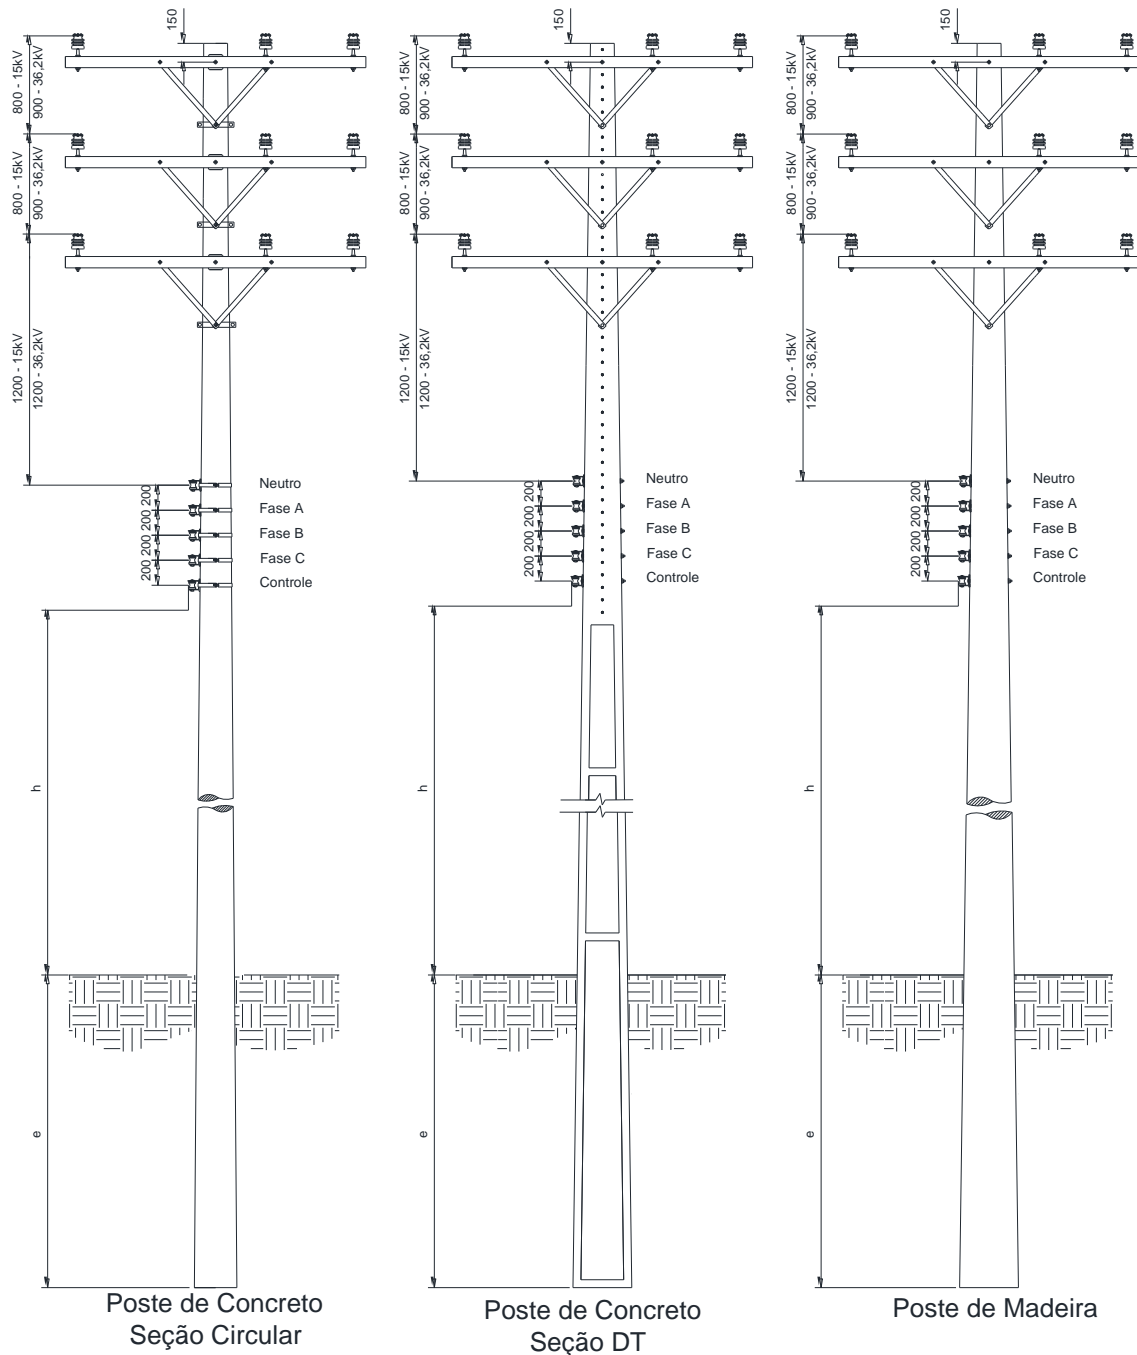 150
800 - 15kV
900 - 36,2kV
800 - 15kV
900 - 36,2kV
1200 - 15kV
1200 - 36,2kV
200
200
200
200
Neutro
Fase A
Fase B
Fase C
Controle
h
e
Poste de Concreto
Seção Circular
150
800 - 15kV
900 - 36,2kV
800 - 15kV
900 - 36,2kV
1200 - 15kV
1200 - 36,2kV
200
200
200
200
Neutro
Fase A
Fase B
Fase C
Controle
h
e
Poste de Concreto
Seção DT
150
800 - 15kV
900 - 36,2kV
800 - 15kV
900 - 36,2kV
1200 - 15kV
1200 - 36,2kV
200
200
200
200
Neutro
Fase A
Fase B
Fase C
Controle
h
e
Poste de Madeira